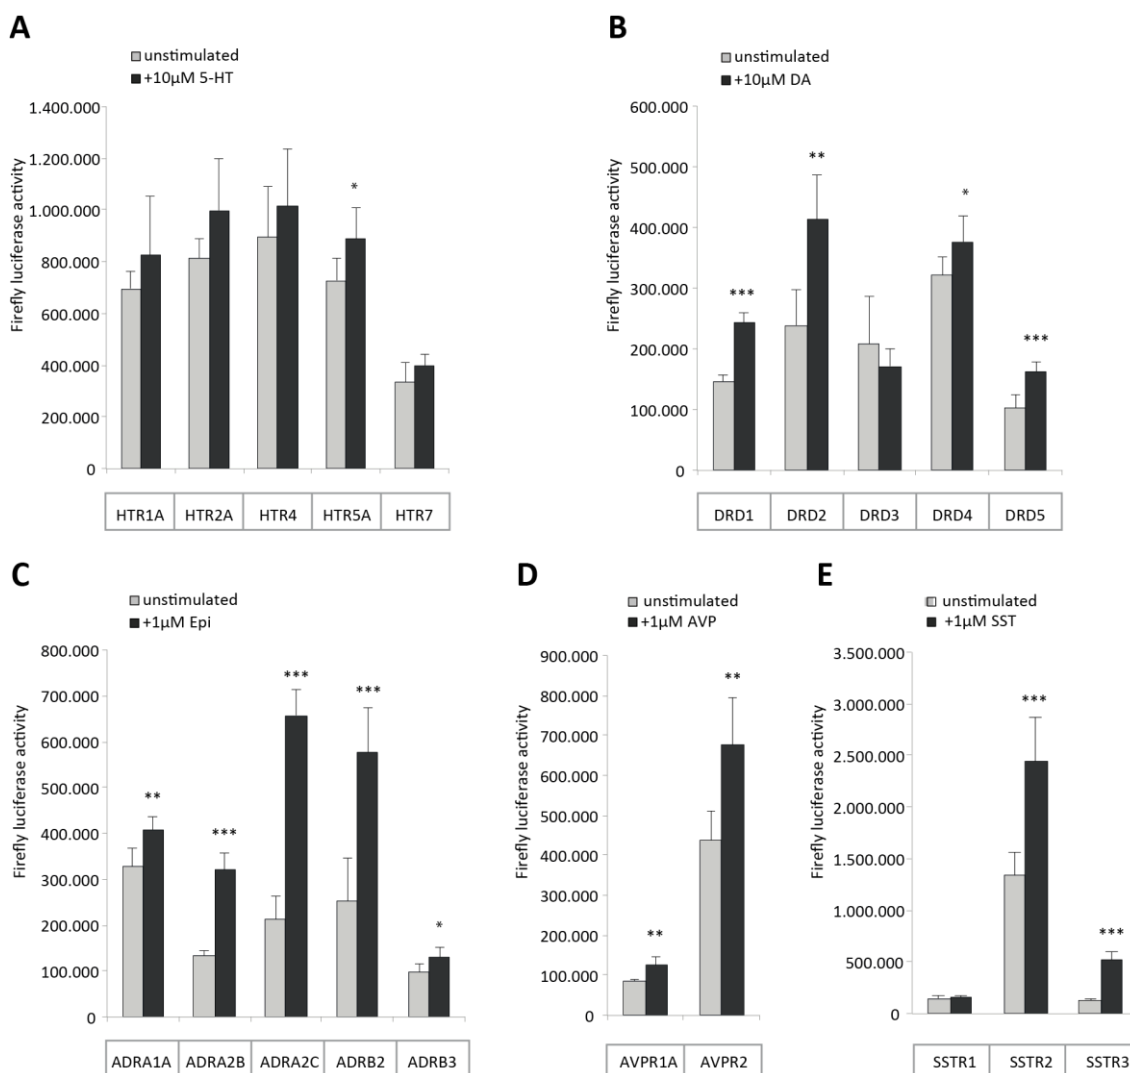 A
unstimulated
+10µM 5-HT
Firefly luciferase activity
1.400.000
1.200.000
1.000.000
800.000
600.000
400.000
200.000
0
*
HTR1A HTR2A HTR4 HTR5A HTR7
B
unstimulated
+10µM DA
Firefly luciferase activity
600.000
500.000
400.000
300.000
200.000
100.000
0
*** ** * ***
DRD1 DRD2 DRD3 DRD4 DRD5
C
unstimulated
+1µM Epi
Firefly luciferase activity
800.000
700.000
600.000
500.000
400.000
300.000
200.000
100.000
0
** *** *** *** *
ADRA1A ADRA2B ADRA2C ADRB2 ADRB3
D
unstimulated
+1µM AVP
Firefly luciferase activity
900.000
800.000
700.000
600.000
500.000
400.000
300.000
200.000
100.000
0
** **
AVPR1A AVPR2
E
unstimulated
+1µM SST
Firefly luciferase activity
3.500.000
3.000.000
2.500.000
2.000.000
1.500.000
1.000.000
500.000
0
*** ***
SSTR1 SSTR2 SSTR3